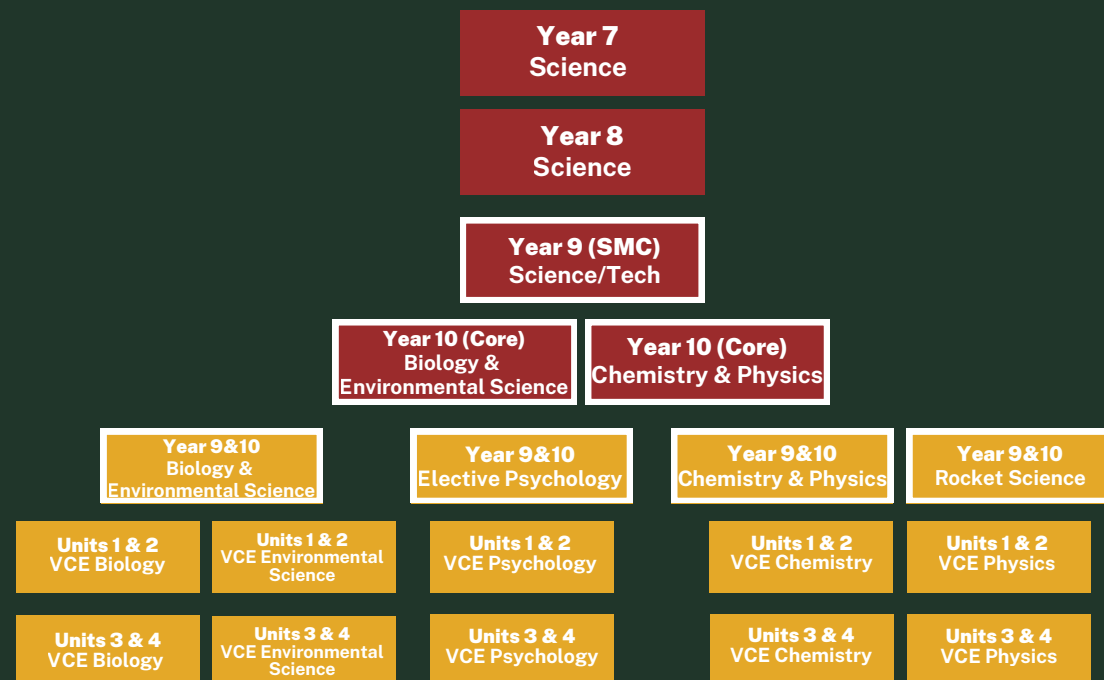 Year 7
Science
Year 8
Science
Year 9 (SMC)
Science/Tech
Year 10 (Core)
Biology &
Environmental Science
Year 10 (Core)
Chemistry & Physics
Year 9&10
Biology &
Environmental Science
Year 9&10
Elective Psychology
Year 9&10
Chemistry & Physics
Year 9&10
Rocket Science
Units 1 & 2
VCE Biology
Units 1 & 2
VCE Environmental
Science
Units 1 & 2
VCE Psychology
Units 1 & 2
VCE Chemistry
Units 1 & 2
VCE Physics
Units 3 & 4
VCE Biology
Units 3 & 4
VCE Environmental
Science
Units 3 & 4
VCE Psychology
Units 3 & 4
VCE Chemistry
Units 3 & 4
VCE Physics